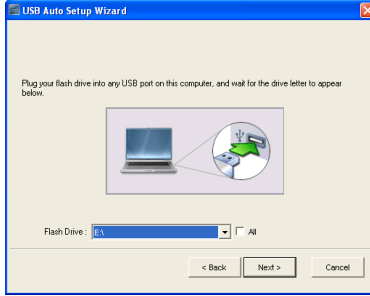 USB Auto Setup Wizard
Plug your flash drive into any USB port on this computer, and wait for the drive letter to appear
below.
Flash Drive : E:\ All
< Back Next > Cancel